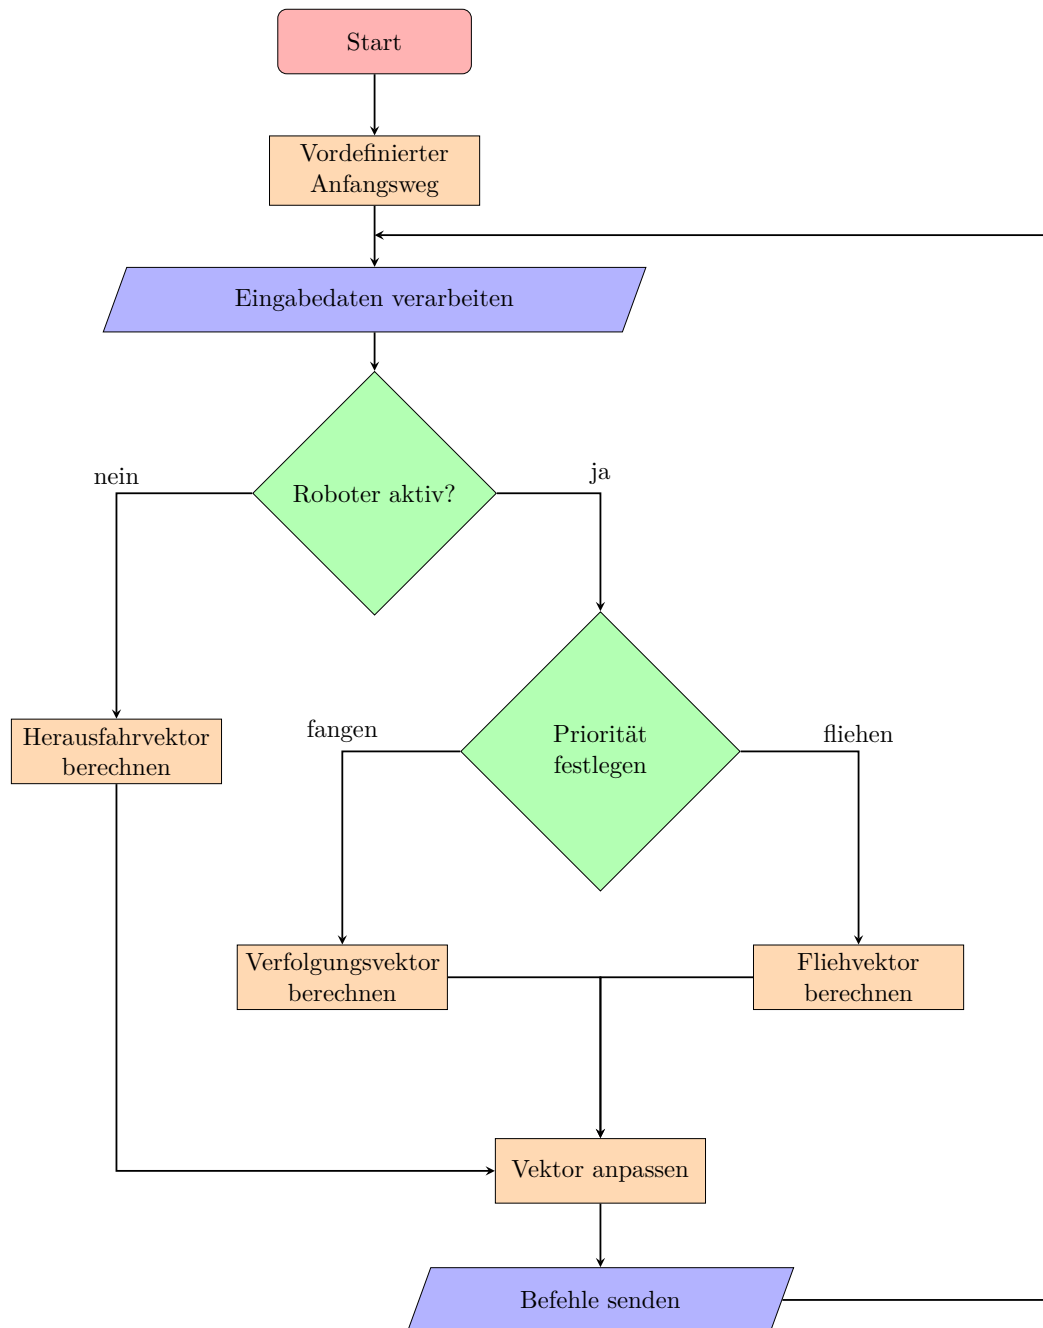 Start
Vordefinierter
Anfangsweg
Eingabedaten verarbeiten
Roboter aktiv?
nein
ja
Herausfahrvektor
berechnen
Priorität
festlegen
fangen
fliehen
Verfolgungsvektor
berechnen
Fliehvektor
berechnen
Vektor anpassen
Befehle senden